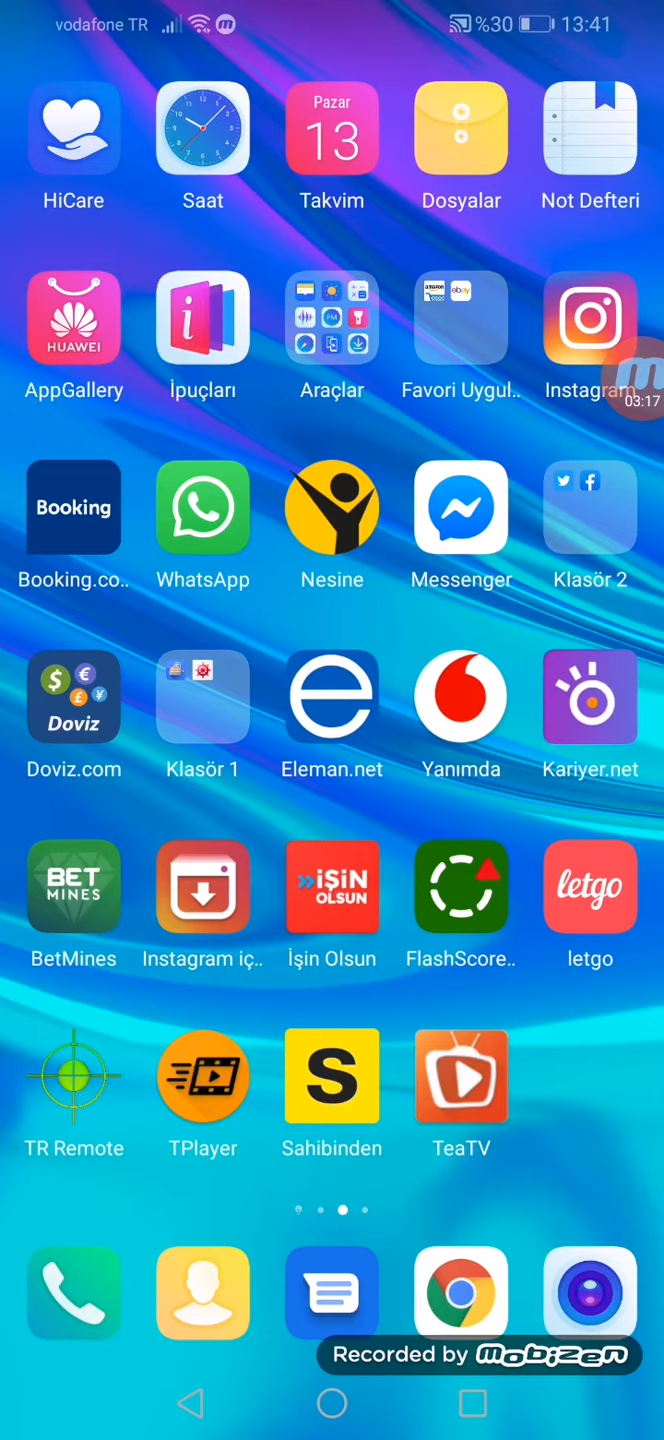 vodafone TR
%30 13:41
Pazar
13
HiCare Saat Takvim Dosyalar Not Defteri
HUAWEI
amazon
ebay
FM
AppGallery İpuçları Araçlar Favori Uygul.. Instagram
03:17
Booking
Booking.co.. WhatsApp Nesine Messenger Klasör 2
Doviz
Doviz.com Klasör 1 Eleman.net Yanımda Kariyer.net
BET
MINES
»İŞİN
OLSUN
letgo
BetMines Instagram iç.. İşin Olsun FlashScore.. letgo
S
TR Remote TPlayer Sahibinden TeaTV
Recorded by mobizen